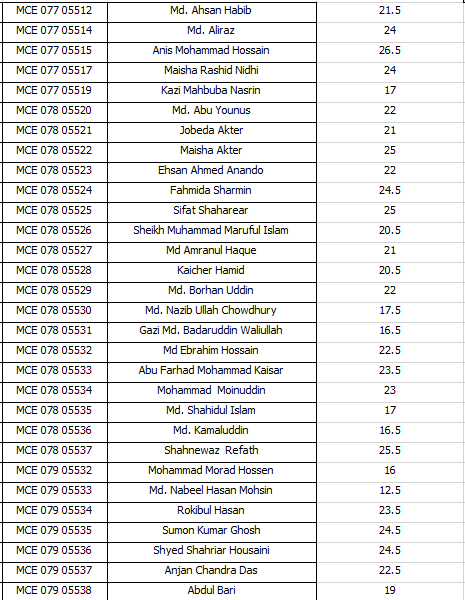 MCE 077 05512 Md. Ahsan Habib 21.5
MCE 077 05514 Md. Aliraz 24
MCE 077 05515 Anis Mohammad Hossain 26.5
MCE 077 05517 Maisha Rashid Nidhi 24
MCE 077 05519 Kazi Mahbuba Nasrin 17
MCE 078 05520 Md. Abu Younus 22
MCE 078 05521 Jobeda Akter 21
MCE 078 05522 Maisha Akter 25
MCE 078 05523 Ehsan Ahmed Anando 22
MCE 078 05524 Fahmida Sharmin 24.5
MCE 078 05525 Sifat Shaharear 25
MCE 078 05526 Sheikh Muhammad Maruful Islam 20.5
MCE 078 05527 Md Amranul Haque 21
MCE 078 05528 Kaicher Hamid 20.5
MCE 078 05529 Md. Borhan Uddin 22
MCE 078 05530 Md. Nazib Ullah Chowdhury 17.5
MCE 078 05531 Gazi Md. Badaruddin Waliullah 16.5
MCE 078 05532 Md Ebrahim Hossain 22.5
MCE 078 05533 Abu Farhad Mohammad Kaisar 23.5
MCE 078 05534 Mohammad Moinuddin 23
MCE 078 05535 Md. Shahidul Islam 17
MCE 078 05536 Md. Kamaluddin 16.5
MCE 078 05537 Shahnewaz Refath 25.5
MCE 079 05532 Mohammad Morad Hossen 16
MCE 079 05533 Md. Nabeel Hasan Mohsin 12.5
MCE 079 05534 Rokibul Hasan 23.5
MCE 079 05535 Sumon Kumar Ghosh 24.5
MCE 079 05536 Shyed Shahriar Housaini 24.5
MCE 079 05537 Anjan Chandra Das 22.5
MCE 079 05538 Abdul Bari 19